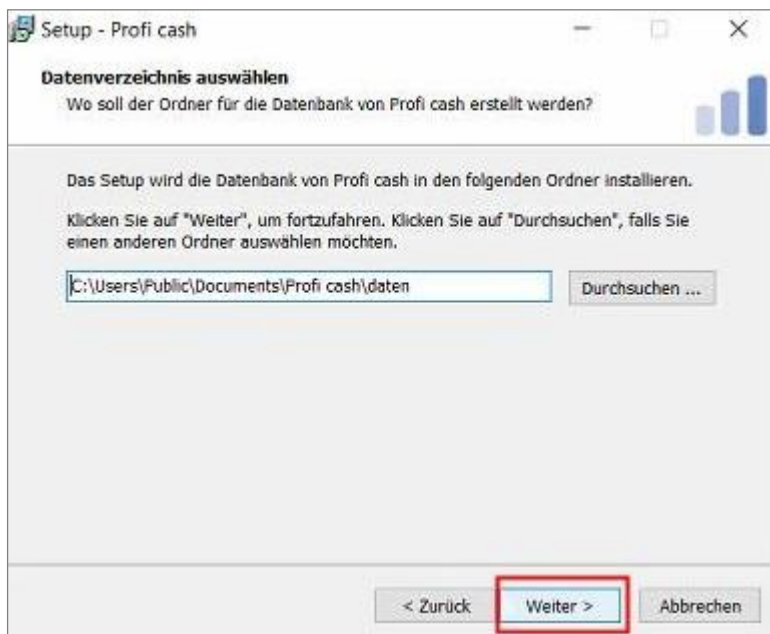 Setup - Profi cash
Datenverzeichnis auswählen
Wo soll der Ordner für die Datenbank von Profi cash erstellt werden?
Das Setup wird die Datenbank von Profi cash in den folgenden Ordner installieren.
Klicken Sie auf "Weiter", um fortzufahren. Klicken Sie auf "Durchsuchen", falls Sie
einen anderen Ordner auswählen möchten.
C:\Users\Public\Documents\Profi cash\daten
Durchsuchen ...
< Zurück
Weiter >
Abbrechen